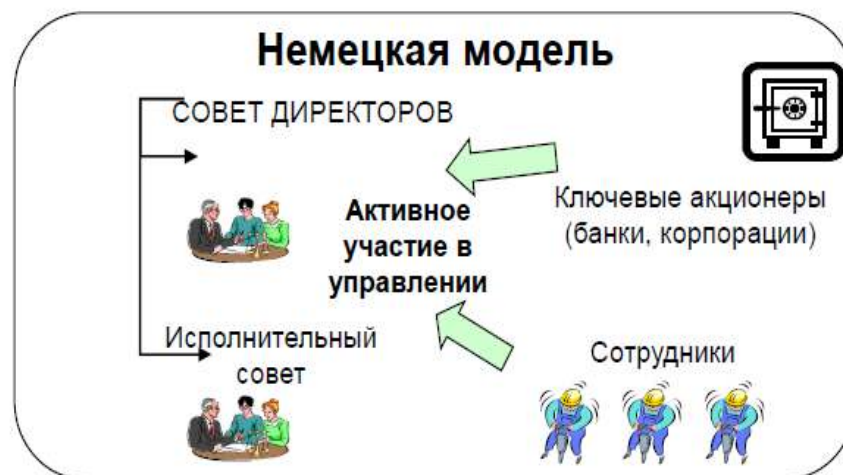 Немецкая модель
СОВЕТ ДИРЕКТОРОВ
Активное
участие в
управлении
Ключевые акционеры
(банки, корпорации)
Исполнительный
совет
Сотрудники